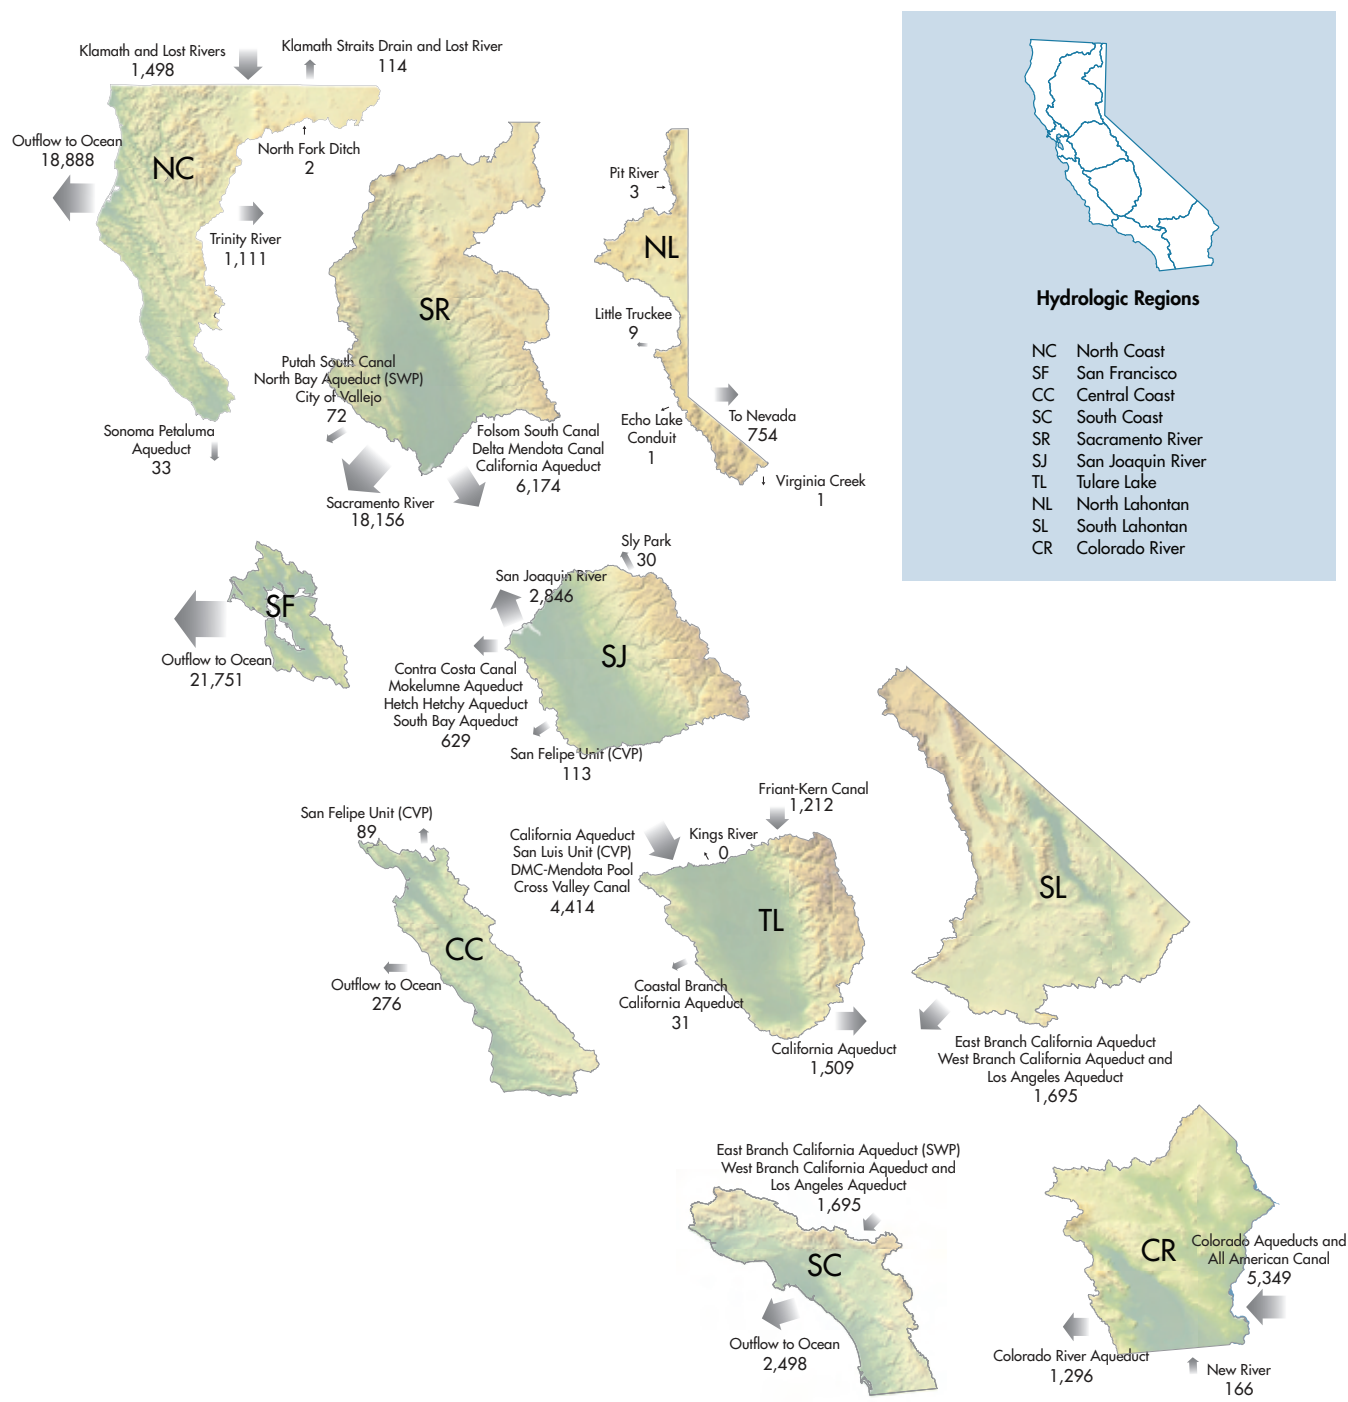 Klamath and Lost Rivers
1,498
Klamath Straits Drain and Lost River
114
Outflow to Ocean
18,888
NC
North Fork Ditch
2
Trinity River
1,111
Sonoma Petaluma
Aqueduct
33
SR
Putah South Canal
North Bay Aqueduct (SWP)
City of Vallejo
72
Sacramento River
18,156
Folsom South Canal
Delta Mendota Canal
California Aqueduct
6,174
Pit River
3
NL
Little Truckee
9
Echo Lake
Conduit
1
To Nevada
754
Virginia Creek
1
Hydrologic Regions
NC North Coast
SF San Francisco
CC Central Coast
SC South Coast
SR Sacramento River
SJ San Joaquin River
TL Tulare Lake
NL North Lahontan
SL South Lahontan
CR Colorado River
SF
Outflow to Ocean
21,751
Sly Park
30
San Joaquin River
2,846
SJ
Contra Costa Canal
Mokelumne Aqueduct
Hetch Hetchy Aqueduct
South Bay Aqueduct
629
San Felipe Unit (CVP)
113
San Felipe Unit (CVP)
89
CC
Outflow to Ocean
276
California Aqueduct
San Luis Unit (CVP)
DMC-Mendota Pool
Cross Valley Canal
4,414
Kings River
0
Friant-Kern Canal
1,212
TL
Coastal Branch
California Aqueduct
31
California Aqueduct
1,509
SL
East Branch California Aqueduct
West Branch California Aqueduct and
Los Angeles Aqueduct
1,695
East Branch California Aqueduct (SWP)
West Branch California Aqueduct and
Los Angeles Aqueduct
1,695
SC
Outflow to Ocean
2,498
CR
Colorado Aqueducts and
All American Canal
5,349
Colorado River Aqueduct
1,296
New River
166